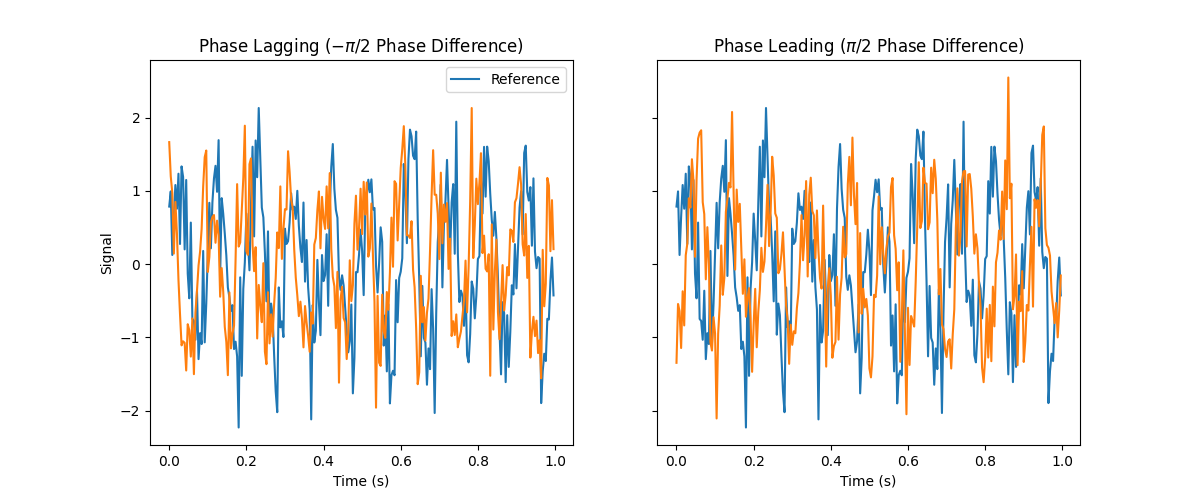 Phase Lagging (−π/2 Phase Difference)
Phase Leading (π/2 Phase Difference)
Reference
Signal
2
1
0
−1
−2
0.0 0.2 0.4 0.6 0.8 1.0
0.0 0.2 0.4 0.6 0.8 1.0
Time (s)
Time (s)